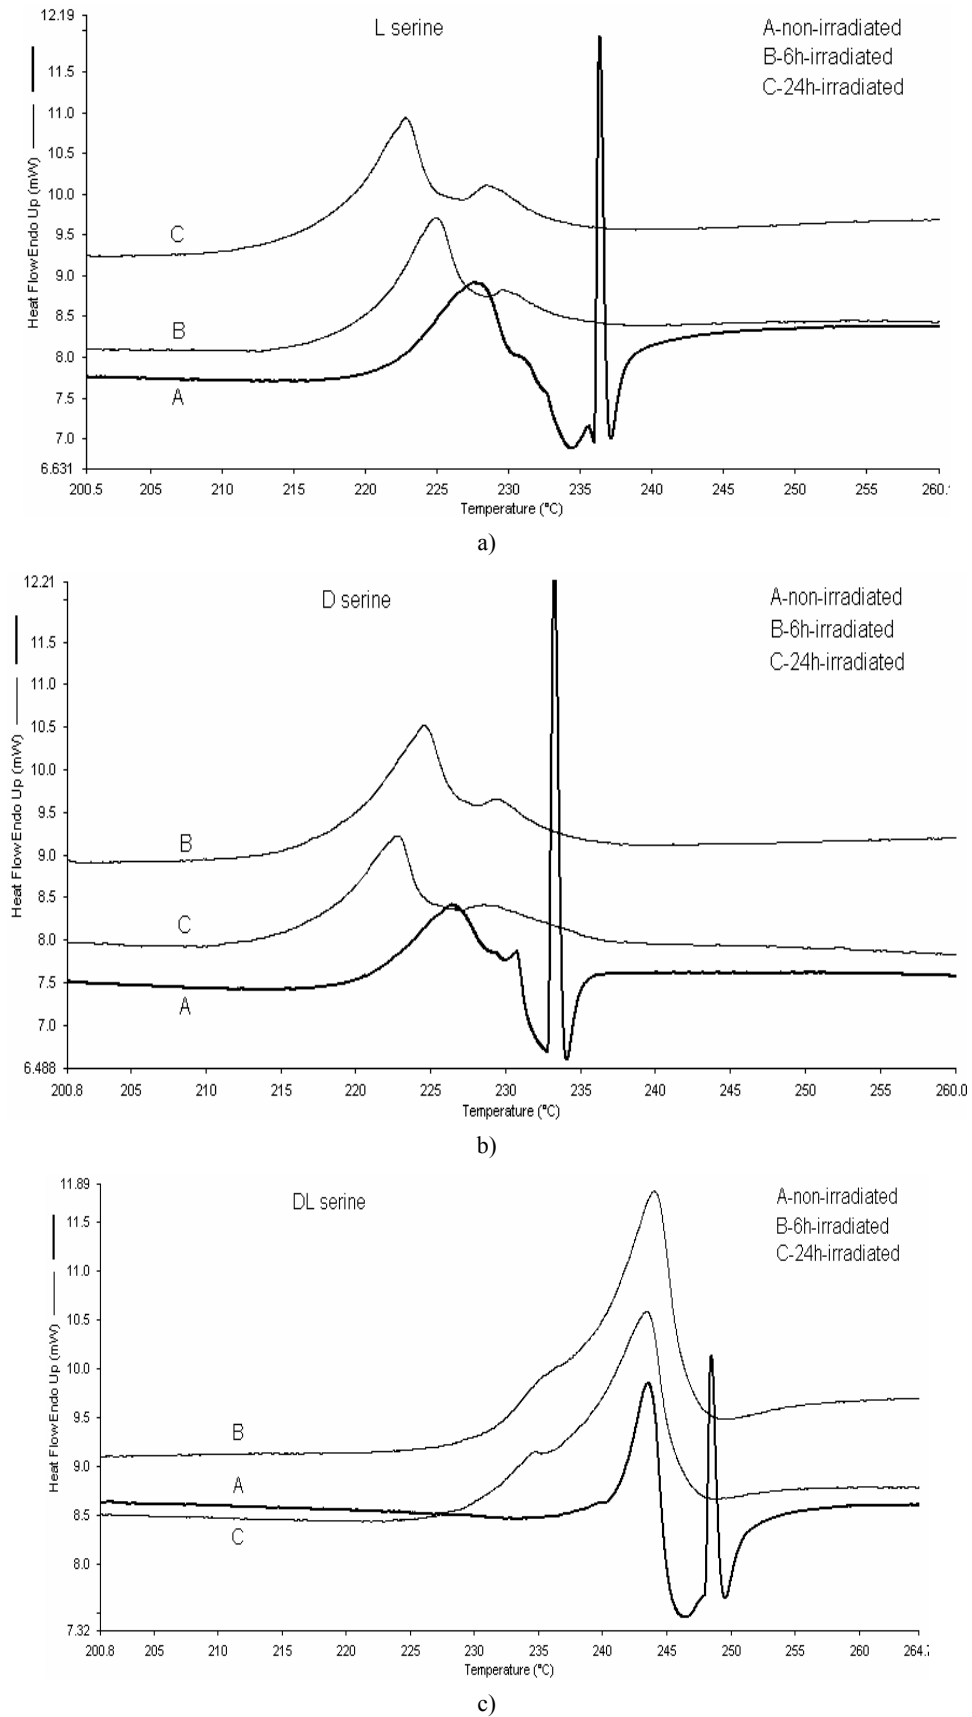 12.19
L serine
A-non-irradiated
B-6h-irradiated
C-24h-irradiated
11.5
11.0
10.5
10.0
9.5
9.0
8.5
8.0
7.5
7.0
6.631
Heat Flow Endo Up (mW)
C
B
A
200.5 205 210 215 220 225 230 235 240 245 250 255 260.
Temperature (°C)
a)
12.21
D serine
A-non-irradiated
B-6h-irradiated
C-24h-irradiated
11.5
11.0
10.5
10.0
9.5
9.0
8.5
8.0
7.5
7.0
6.488
Heat Flow Endo Up (mW)
B
C
A
200.8 205 210 215 220 225 230 235 240 245 250 255 260.0
Temperature (°C)
b)
11.89
DL serine
A-non-irradiated
B-6h-irradiated
C-24h-irradiated
11.5
11.0
10.5
10.0
9.5
9.0
8.5
8.0
7.32
Heat Flow Endo Up (mW)
B
A
C
200.8 205 210 215 220 225 230 235 240 245 250 255 260 264.
Temperature (°C)
c)